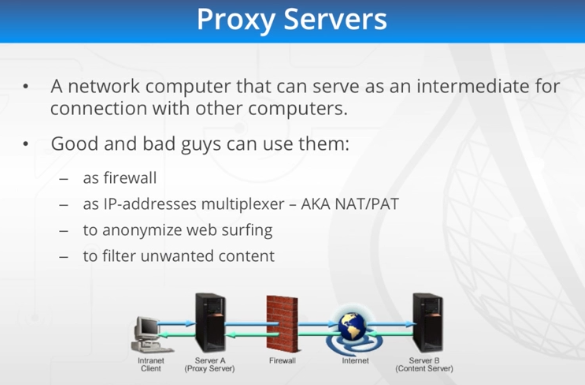 Proxy Servers
• A network computer that can serve as an intermediate for
connection with other computers.
• Good and bad guys can use them:
– as firewall
– as IP-addresses multiplexer – AKA NAT/PAT
– to anonymize web surfing
– to filter unwanted content
Intranet
Client
Server A
(Proxy Server)
Firewall
Internet
Server B
(Content Server)